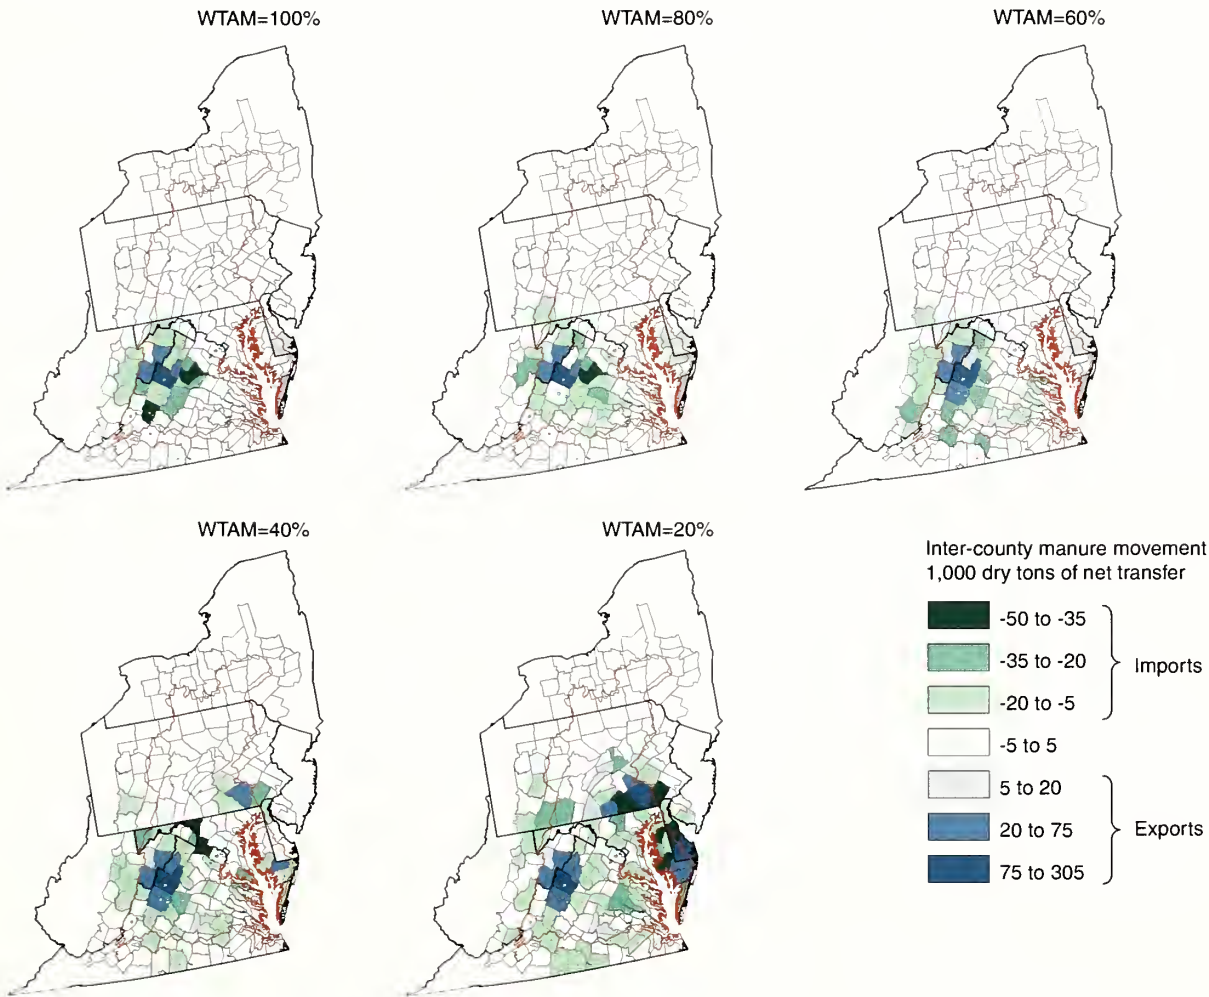 WTAM=100%
WTAM=80%
WTAM=60%
WTAM=40%
WTAM=20%
Inter-county manure movement
1,000 dry tons of net transfer
-50 to -35
-35 to -20
Imports
-20 to -5
-5 to 5
5 to 20
20 to 75
Exports
75 to 305